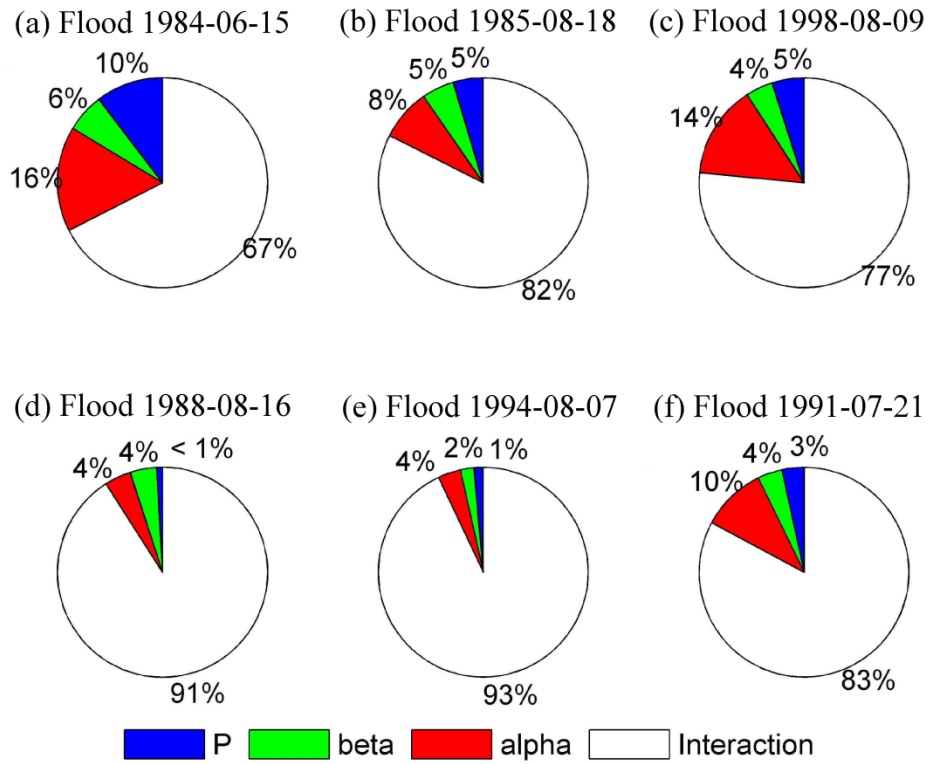 (a) Flood 1984-06-15
(b) Flood 1985-08-18
(c) Flood 1998-08-09
10%
6%
16%
67%
5%
5%
8%
82%
5%
4%
14%
77%
(d) Flood 1988-08-16
(e) Flood 1994-08-07
(f) Flood 1991-07-21
< 1%
4%
4%
91%
1%
2%
4%
93%
3%
4%
10%
83%
P
beta
alpha
Interaction